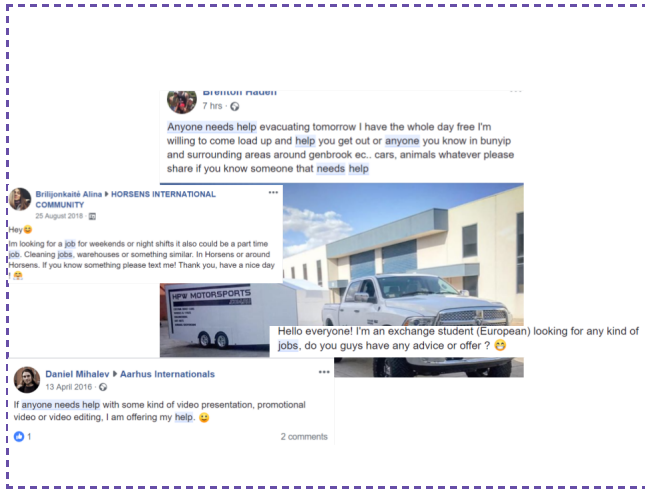 Brenton Haden
7 hrs ·
Anyone needs help evacuating tomorrow I have the whole day free I'm
willing to come load up and help you get out or anyone you know in bunyip
and surrounding areas around genbrook ec.. cars, animals whatever please
share if you know someone that needs help
Brilijonkaitė Alina ▸ HORSENS INTERNATIONAL
COMMUNITY
25 August 2018 ·
Hey😊
Im looking for a job for weekends or night shifts it also could be a part time
job. Cleaning jobs, warehouses or something similar. In Horsens or around
Horsens. If you know something please text me! Thank you, have a nice day
!
HPW MOTORSPORTS
Hello everyone! I'm an exchange student (European) looking for any kind of
jobs, do you guys have any advice or offer ? 😁
Daniel Mihalev ▸ Aarhus Internationals
13 April 2016 ·
If anyone needs help with some kind of video presentation, promotional
video or video editing, I am offering my help. 🙂
1
2 comments